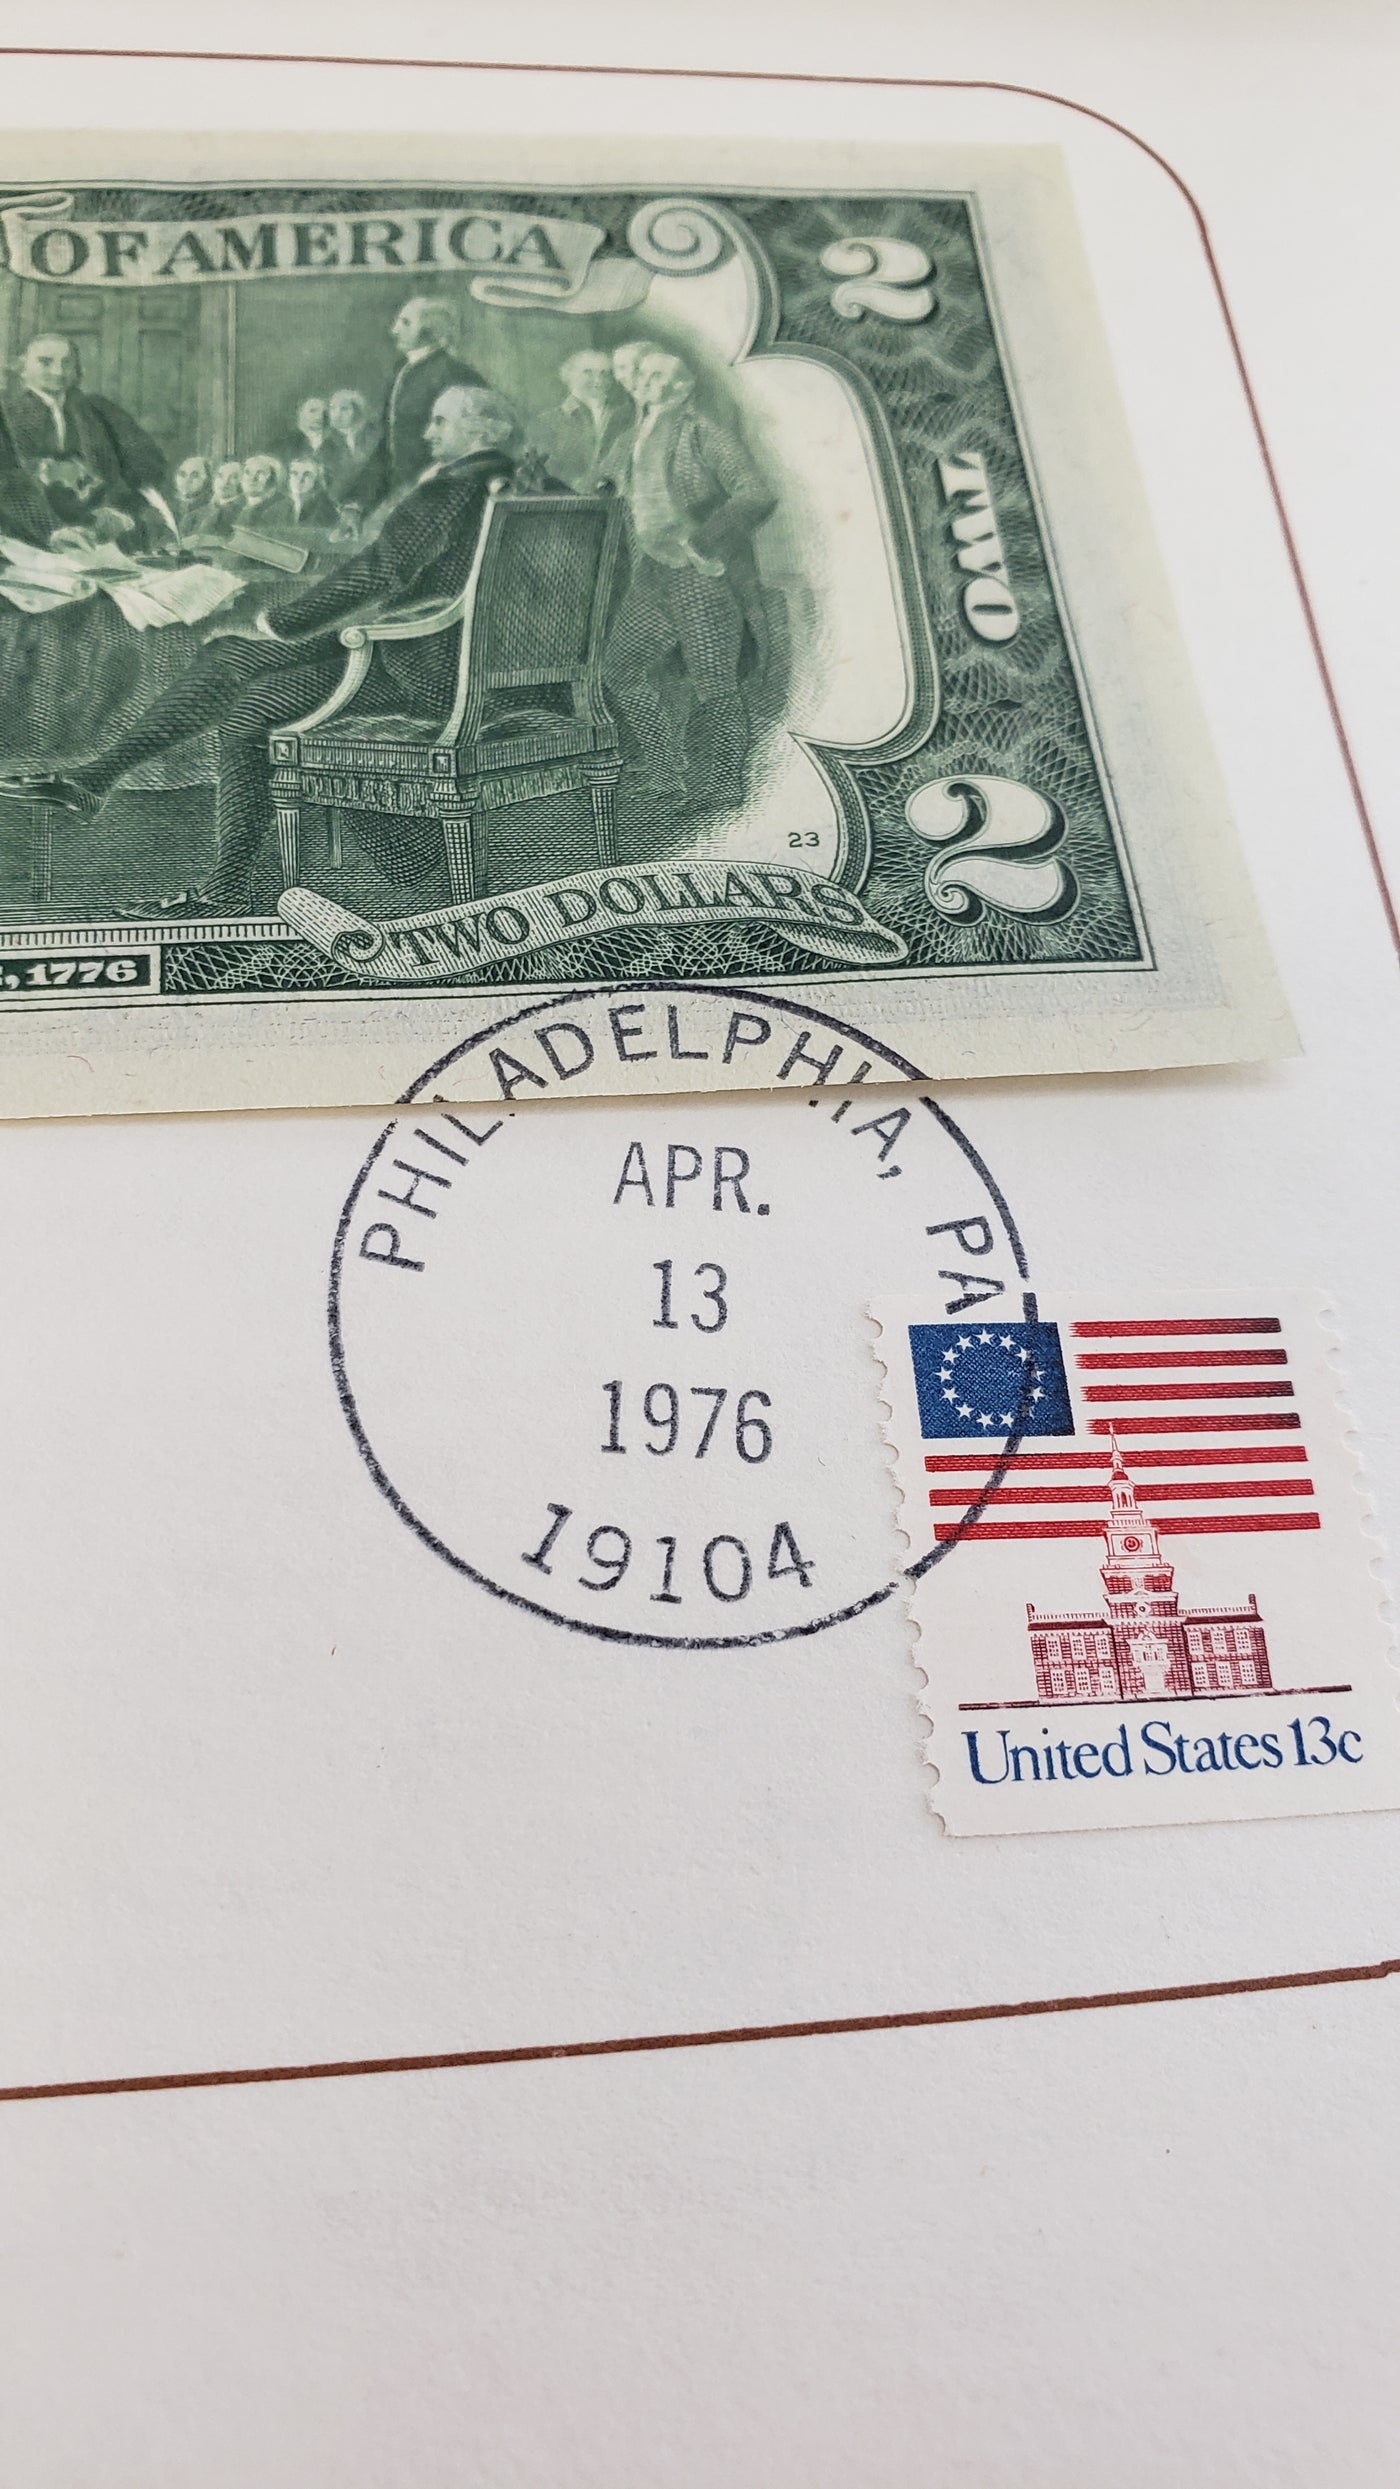 OF AMERICA
2
TWO
2
23
TWO DOLLARS
, 1776
PHILADELPHIA, PA
APR.
13
1976
19104
United States 13c